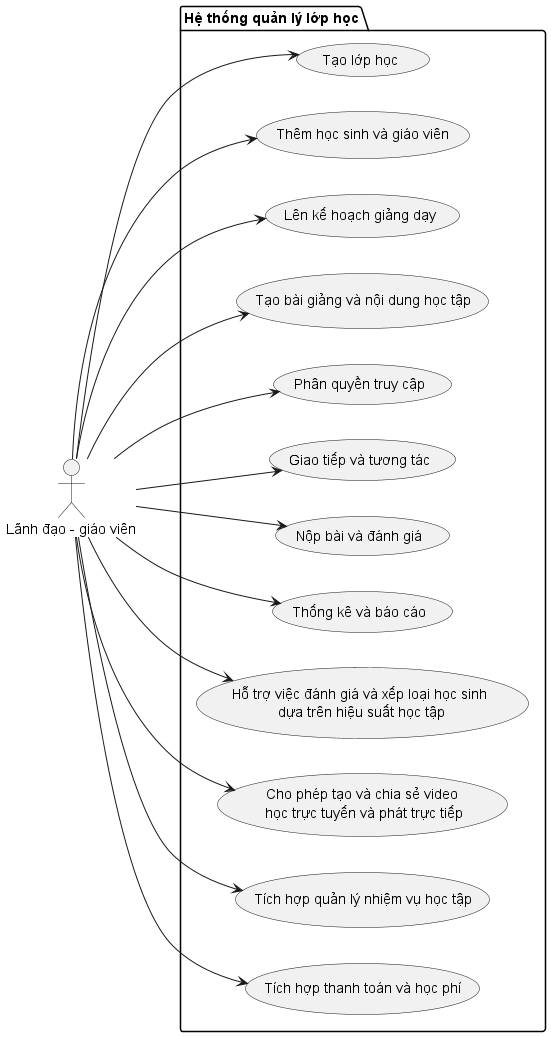 Hệ thống quản lý lớp học
Tạo lớp học
Thêm học sinh và giáo viên
Lên kế hoạch giảng dạy
Tạo bài giảng và nội dung học tập
Phân quyền truy cập
Giao tiếp và tương tác
Lãnh đạo - giáo viên
Nộp bài và đánh giá
Thống kê và báo cáo
Hỗ trợ việc đánh giá và xếp loại học sinh
dựa trên hiệu suất học tập
Cho phép tạo và chia sẻ video
học trực tuyến và phát trực tiếp
Tích hợp quản lý nhiệm vụ học tập
Tích hợp thanh toán và học phí